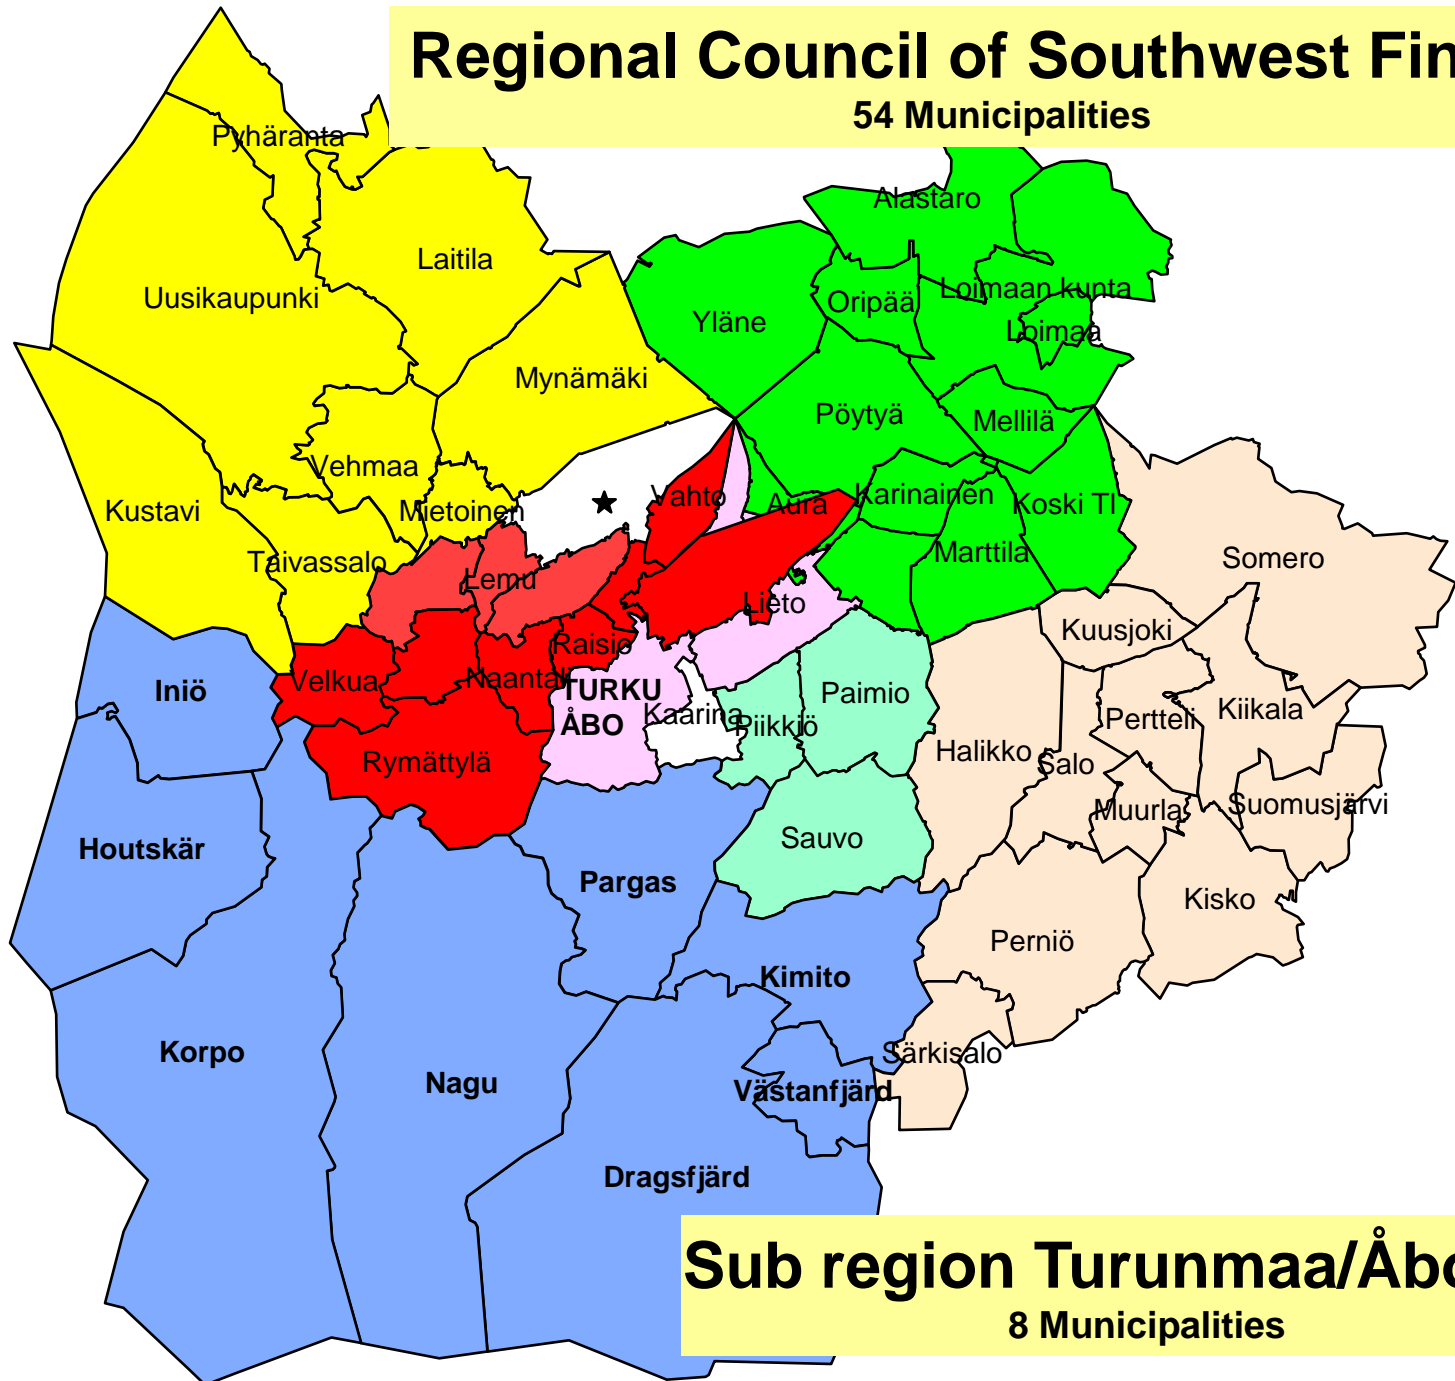 Regional Council of Southwest Fin
54 Municipalities
Pyhäranta
Alastaro
Laitila
Uusikaupunki
Loimaan kunta
Oripää
Yläne
Loimaa
Mynämäki
Pöytyä
Mellilä
Vehmaa
Karinainen
Vahto
Aura
Koski Tl
Kustavi
Mietoinen
Marttila
Somero
Taivassalo
Lemu
Lieto
Kuusjoki
Raisio
Velkua
Naantali
Iniö
TURKU
ÅBO
Paimio
Kaarina
Piikkiö
Pertteli
Kiikala
Halikko
Salo
Rymättylä
Muurla
Suomusjärvi
Sauvo
Houtskär
Pargas
Kisko
Perniö
Kimito
Korpo
Särkisalo
Nagu
Västanfjärd
Dragsfjärd
Sub region Turunmaa/Åbo
8 Municipalities